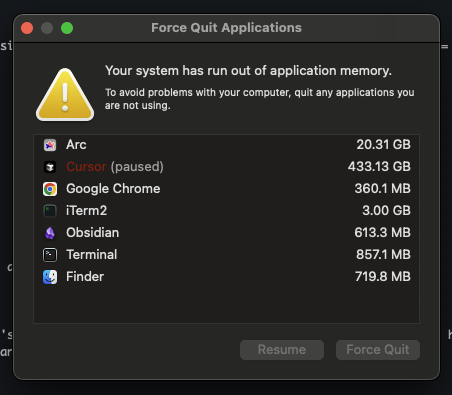 Force Quit Applications
Your system has run out of application memory.
To avoid problems with your computer, quit any applications you
are not using.
Arc 20.31 GB
Cursor (paused) 433.13 GB
Google Chrome 360.1 MB
iTerm2 3.00 GB
Obsidian 613.3 MB
Terminal 857.1 MB
Finder 719.8 MB
Resume Force Quit